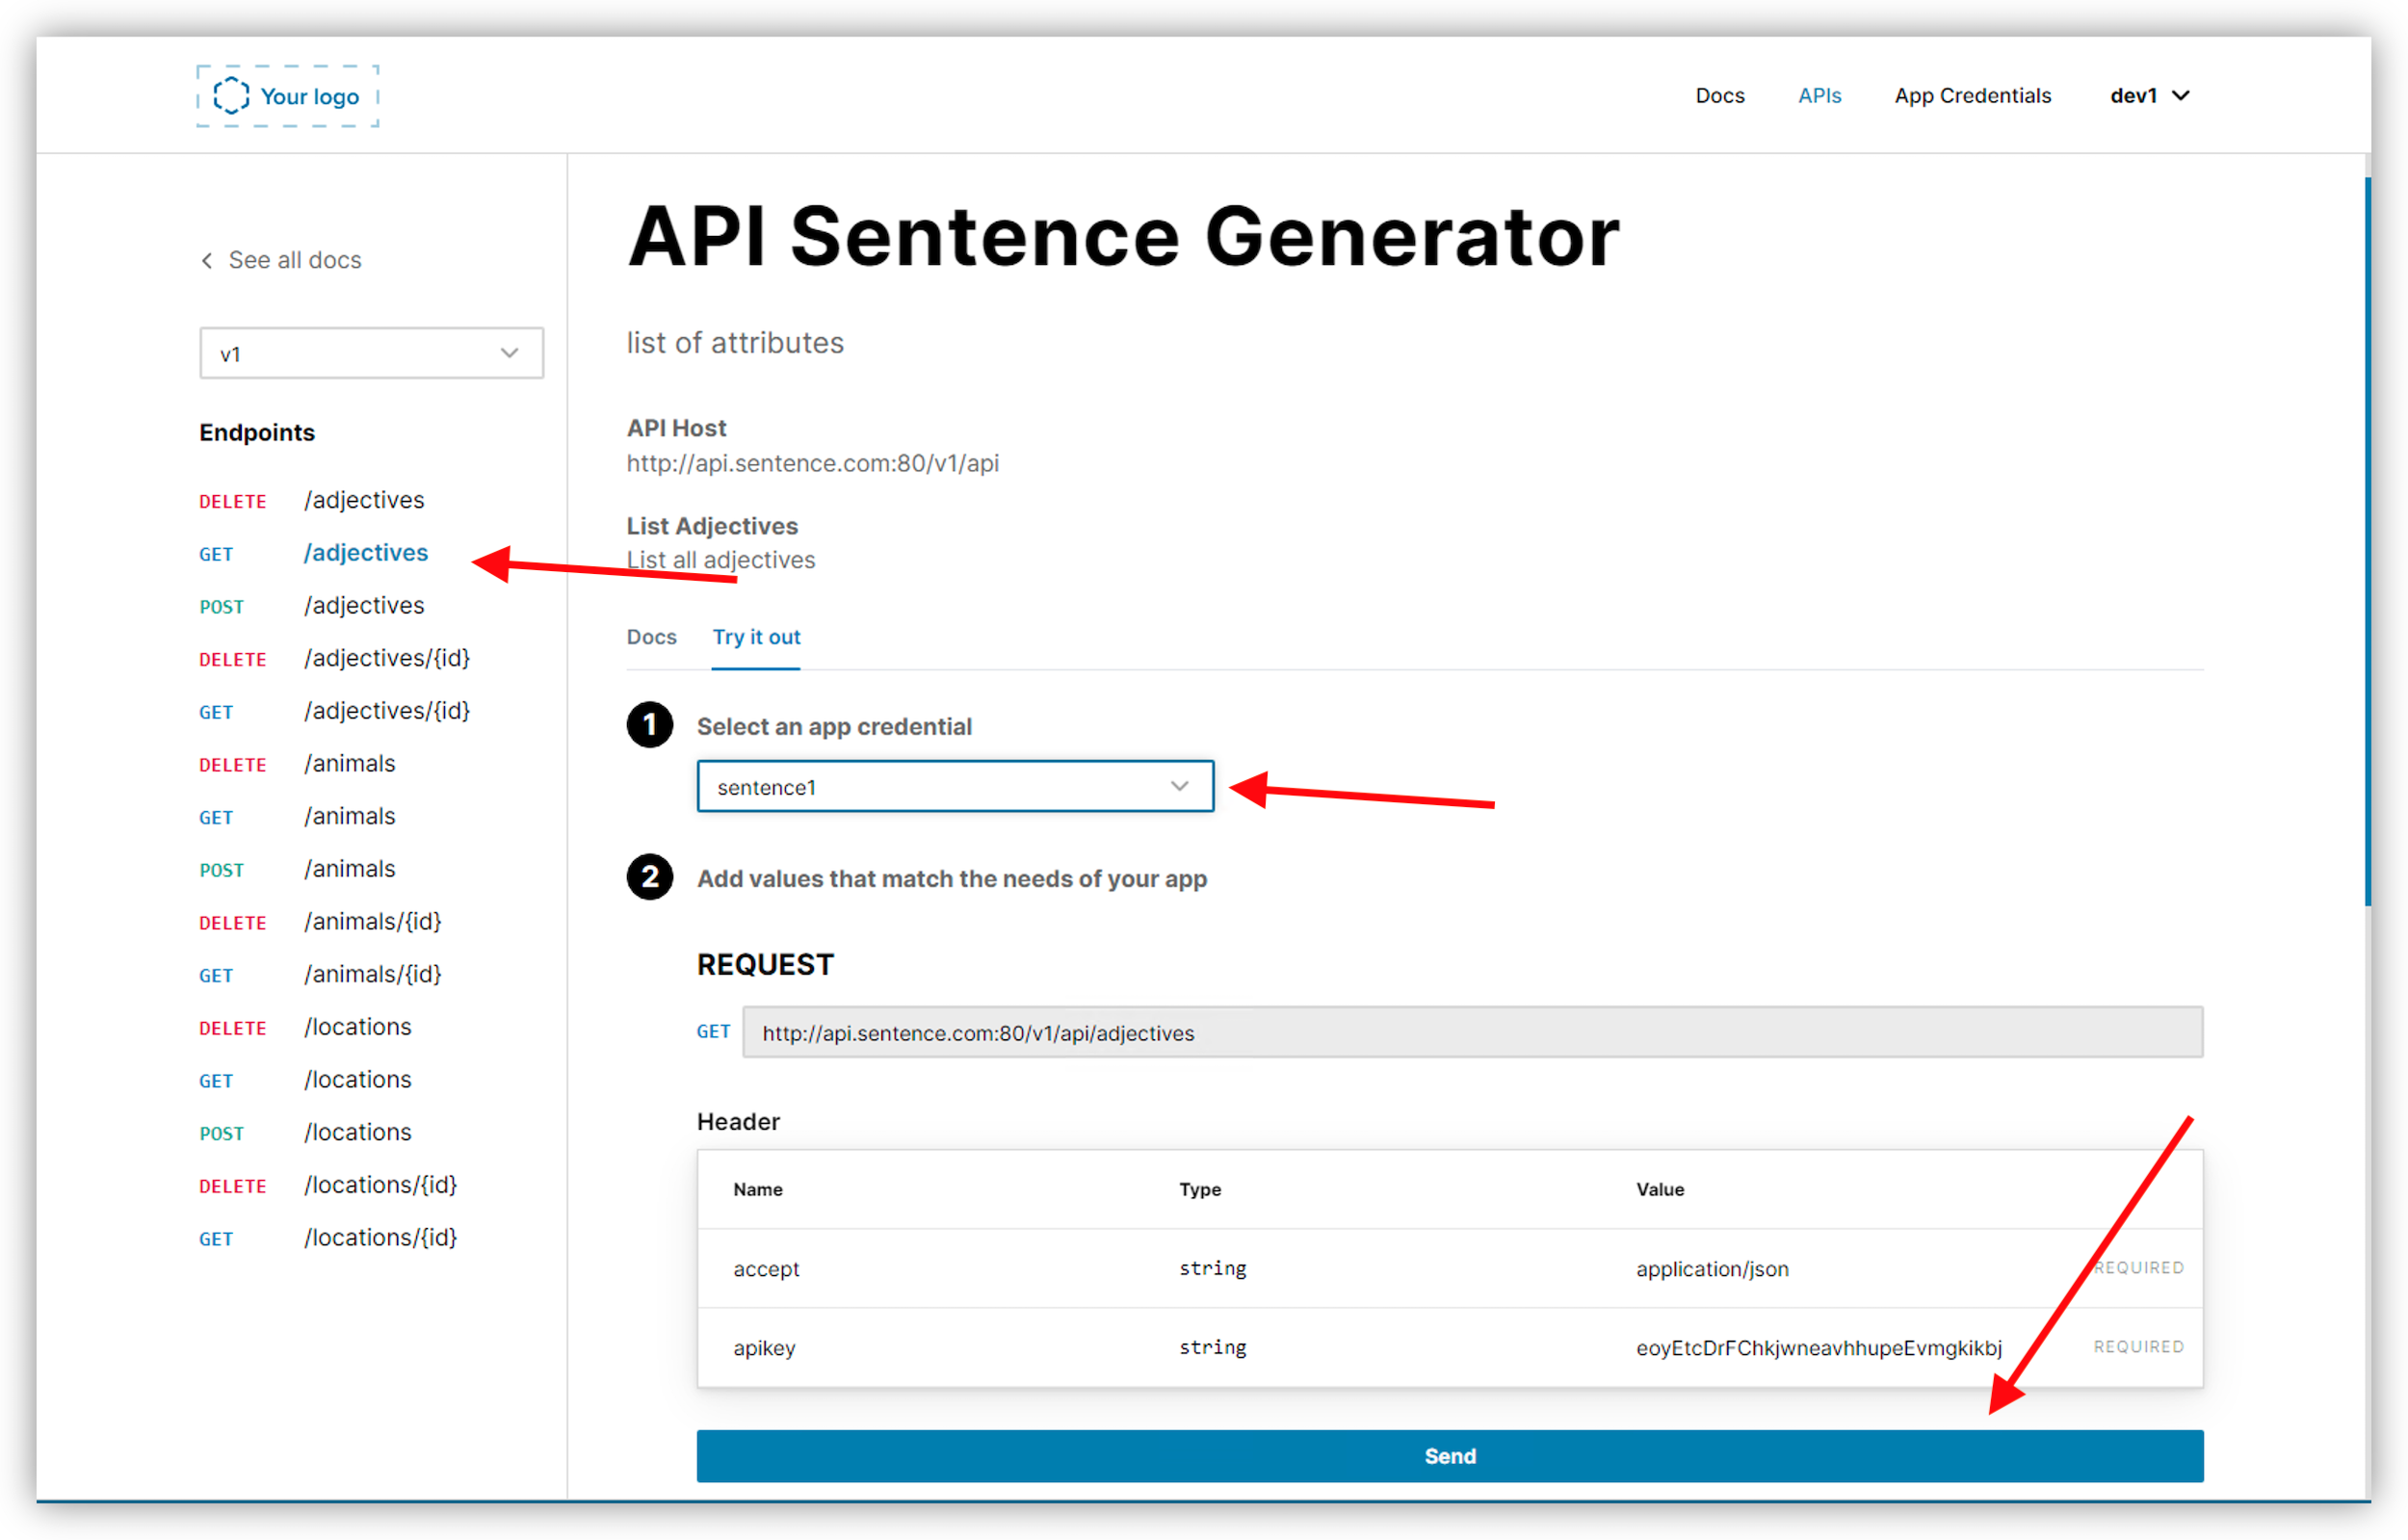 Your logo
Docs APIs App Credentials dev1
See all docs
v1
Endpoints
DELETE /adjectives
GET /adjectives
POST /adjectives
DELETE /adjectives/{id}
GET /adjectives/{id}
DELETE /animals
GET /animals
POST /animals
DELETE /animals/{id}
GET /animals/{id}
DELETE /locations
GET /locations
POST /locations
DELETE /locations/{id}
GET /locations/{id}
API Sentence Generator
list of attributes
API Host
http://api.sentence.com:80/v1/api
List Adjectives
List all adjectives
Docs Try it out
1 Select an app credential
sentence1
2 Add values that match the needs of your app
REQUEST
GET http://api.sentence.com:80/v1/api/adjectives
Header
Name Type Value
accept string application/json REQUIRED
apikey string eoyEtcDrFChkjwneavhhupeEvmgkikbj REQUIRED
Send